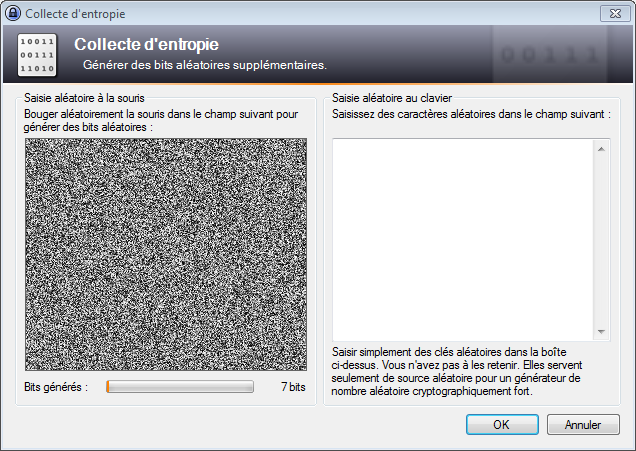 Collecte d'entropie
10011
00111
11010
Collecte d'entropie
Générer des bits aléatoires supplémentaires.
00111
Saisie aléatoire à la souris
Bouger aléatoirement la souris dans le champ suivant pour
générer des bits aléatoires :
Bits générés :
7 bits
Saisie aléatoire au clavier
Saisissez des caractères aléatoires dans le champ suivant :
Saisir simplement des clés aléatoires dans la boîte
ci-dessus. Vous n'avez pas à les retenir. Elles servent
seulement de source aléatoire pour un générateur de
nombre aléatoire cryptographiquement fort.
OK
Annuler